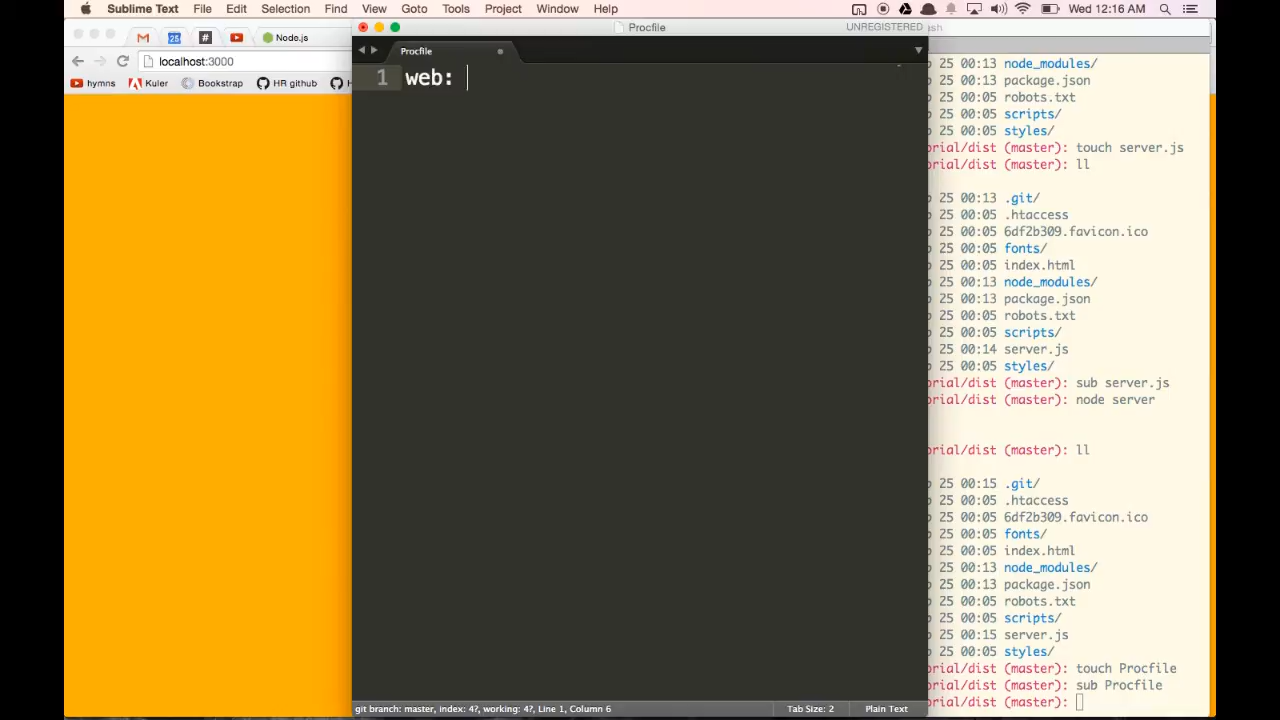 Sublime Text File Edit Selection Find View Goto Tools Project Window Help Wed 12:16 AM
Procfile UNREGISTERED
Node.js
Procfile
localhost:3000
hymns Kuler Bootstrap HR github
1 web:
25 00:13 node_modules/
25 00:13 package.json
25 00:05 robots.txt
25 00:05 scripts/
25 00:05 styles/
orial/dist (master): touch server.js
orial/dist (master): ll
25 00:13 .git/
25 00:05 .htaccess
25 00:05 6df2b309.favicon.ico
25 00:05 fonts/
25 00:05 index.html
25 00:13 node_modules/
25 00:13 package.json
25 00:05 robots.txt
25 00:05 scripts/
25 00:14 server.js
25 00:05 styles/
orial/dist (master): sub server.js
orial/dist (master): node server
orial/dist (master): ll
25 00:15 .git/
25 00:05 .htaccess
25 00:05 6df2b309.favicon.ico
25 00:05 fonts/
25 00:05 index.html
25 00:13 node_modules/
25 00:13 package.json
25 00:05 robots.txt
25 00:05 scripts/
25 00:15 server.js
25 00:05 styles/
orial/dist (master): touch Procfile
orial/dist (master): sub Procfile
orial/dist (master):
git branch: master, index: 4?, working: 4?, Line 1, Column 6 Tab Size: 2 Plain Text